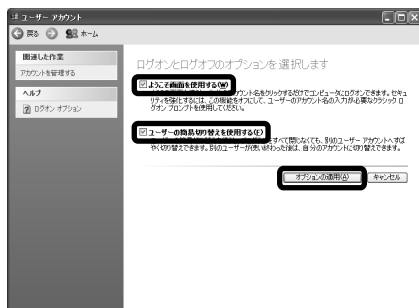 ユーザー アカウント
戻る ホーム
関連した作業
アカウントを管理する
ヘルプ
ログオン オプション
ログオンとログオフのオプションを選択します
ようこそ画面を使用する(W)
アカウント名をクリックするだけでコンピュータにログオンできます。セキュ
リティを強化するには、この機能をオフにして、ユーザーのアカウント名の入力が必要なクラシック ロ
グオン プロンプトを使用してください。
ユーザーの簡易切り替えを使用する(E)
をすべて閉じなくても、別のユーザー アカウントへすば
やく切り替えできます。別のユーザーが使い終わった後は、自分のアカウントに切り替えできます。
オプションの適用(A) キャンセル